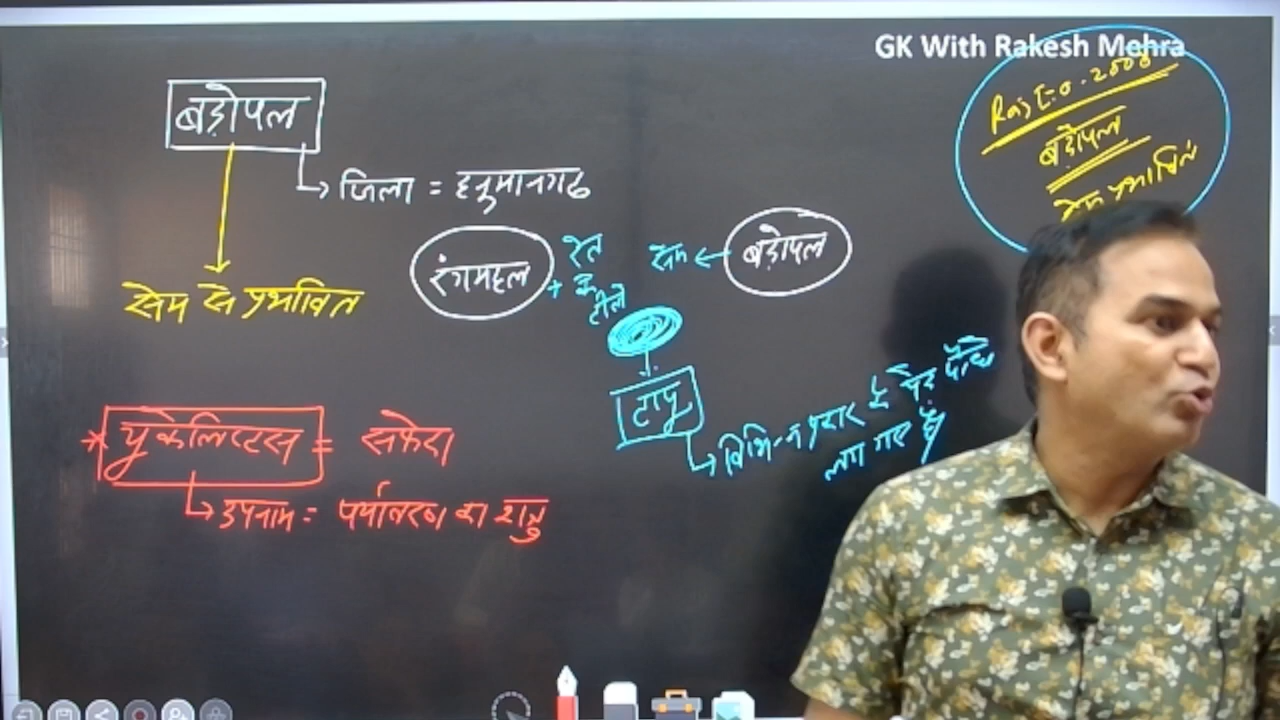 GK With Rakesh Mehra
बड़ोपल
जिला = हनुमानगढ़
सेम से प्रभावित
रंगमहल + रेत के टीले
सेम ← बड़ोपल
टापू
विभिन्न प्रकार के पेड़ पौधे
लग गए हैं
* यूकेलिप्टस = सफेदा
उपनाम = पर्यावरण का शत्रु
बड़ोपल
सेम प्रभावित